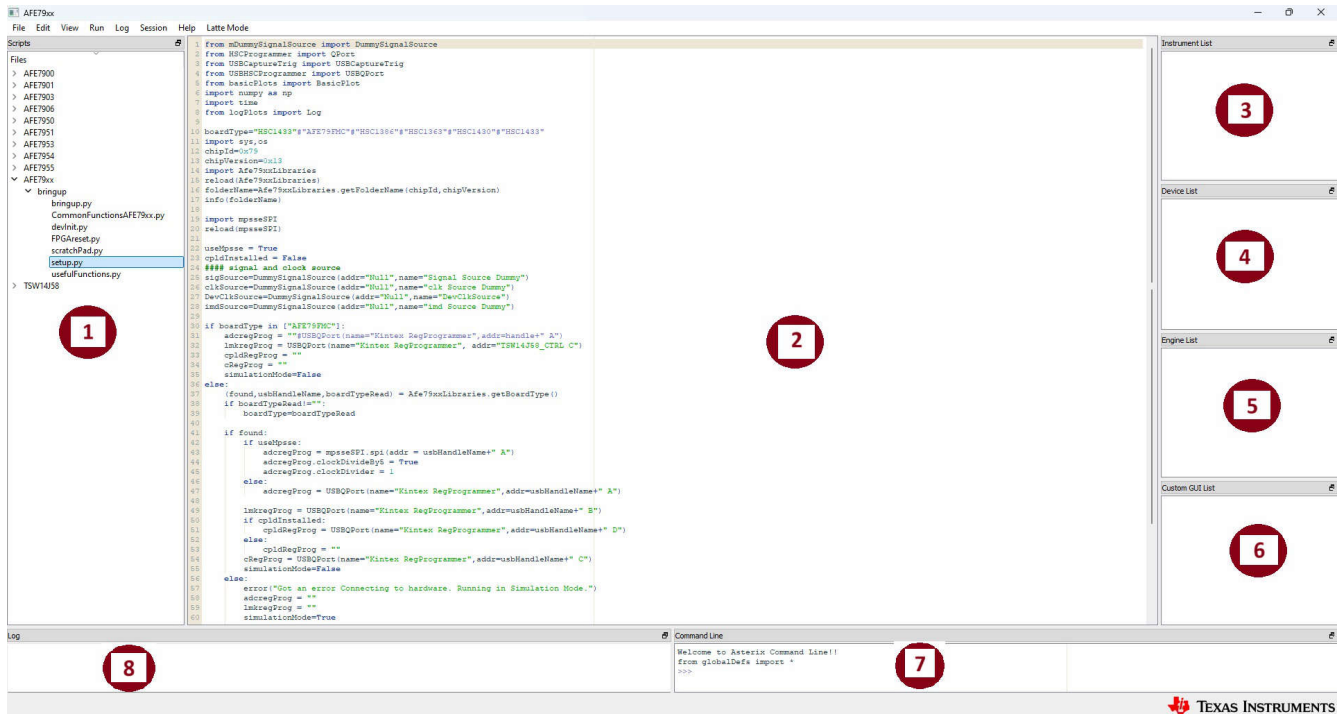 AFE79xx
File Edit View Run Log Session Help Latte Mode
Scripts
Files
AFE7900
AFE7901
AFE7903
AFE7906
AFE7950
AFE7951
AFE7953
AFE7954
AFE7955
AFE79xx
bringup
bringup.py
CommonFunctionsAFE79xx.py
devInit.py
FPGAreset.py
scratchPad.py
setup.py
usefulFunctions.py
TSW14J58
1
1 from mDummySignalSource import DummySignalSource
2 from HSCProgrammer import QPort
3 from USBCaptureTrig import USBCaptureTrig
4 from USBHSCProgrammer import USBQPort
5 from basicPlots import BasicPlot
6 import numpy as np
7 import time
8 from logPlots import Log
9
10 boardType="HSC1433"#"AFE79FMC"#"HSC1386"#"HSC1363"#"HSC1430"#"HSC1433"
11 import sys,os
12 chipId=0x79
13 chipVersion=0x13
14 import Afe79xxLibraries
15 reload(Afe79xxLibraries)
16 folderName=Afe79xxLibraries.getFolderName(chipId,chipVersion)
17 info(folderName)
18
19 import mpsseSPI
20 reload(mpsseSPI)
21
22 useMpsse = True
23 cpldInstalled = False
24 #### signal and clock source
25 sigSource=DummySignalSource(addr="Null",name="Signal Source Dummy")
26 clkSource=DummySignalSource(addr="Null",name="clk Source Dummy")
27 DevClkSource=DummySignalSource(addr="Null",name="DevClkSource")
28 imdSource=DummySignalSource(addr="Null",name="imd Source Dummy")
29
30 if boardType in ["AFE79FMC"]:
31 adcregProg = ""#USBQPort(name="Kintex RegProgrammer",addr=handle+" A")
32 lmkregProg = USBQPort(name="Kintex RegProgrammer", addr="TSW14J58_CTRL C")
33 cpldRegProg = ""
34 cRegProg = ""
35 simulationMode=False
36 else:
37 (found,usbHandleName,boardTypeRead) = Afe79xxLibraries.getBoardType()
38 if boardTypeRead!="":
39 boardType=boardTypeRead
40
41 if found:
42 if useMpsse:
43 adcregProg = mpsseSPI.spi(addr = usbHandleName+" A")
44 adcregProg.clockDivideBy5 = True
45 adcregProg.clockDivider = 1
46 else:
47 adcregProg = USBQPort(name="Kintex RegProgrammer",addr=usbHandleName+" A")
48
49 lmkregProg = USBQPort(name="Kintex RegProgrammer",addr=usbHandleName+" B")
50 if cpldInstalled:
51 cpldRegProg = USBQPort(name="Kintex RegProgrammer",addr=usbHandleName+" D")
52 else:
53 cpldRegProg = ""
54 cRegProg = USBQPort(name="Kintex RegProgrammer",addr=usbHandleName+" C")
55 simulationMode=False
56 else:
57 error("Got an error Connecting to hardware. Running in Simulation Mode.")
58 adcregProg = ""
59 lmkregProg = ""
60 simulationMode=True
2
Instrument List
3
Device List
4
Engine List
5
Custom GUI List
6
Log
8
Command Line
Welcome to Asterix Command Line!!
from globalDefs import *
>>>
7
TEXAS INSTRUMENTS